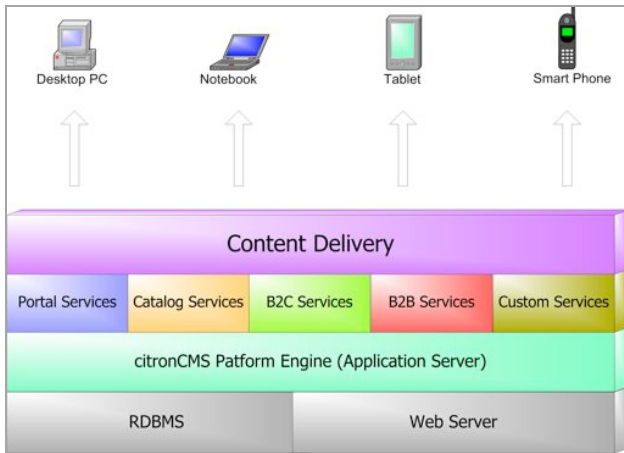 Desktop PC
Notebook
Tablet
Smart Phone
Content Delivery
Portal Services
Catalog Services
B2C Services
B2B Services
Custom Services
citronCMS Patform Engine (Application Server)
RDBMS
Web Server